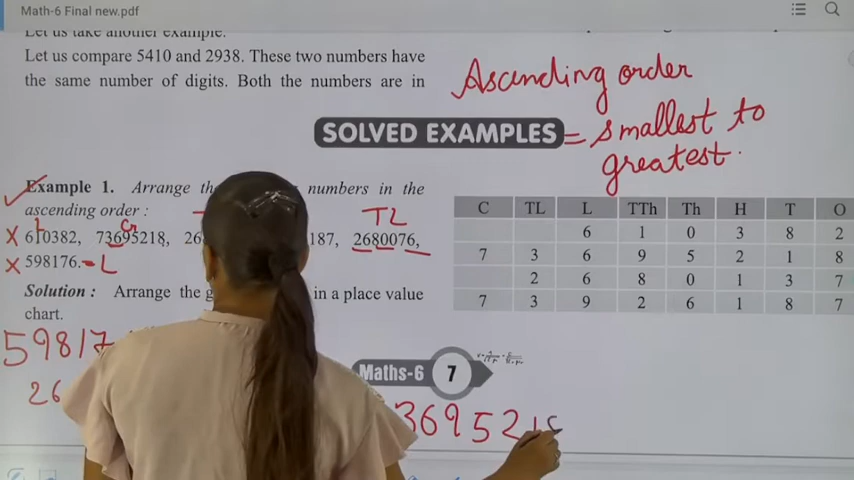 Math-6 Final new.pdf
Let us take another example.
Let us compare 5410 and 2938. These two numbers have
the same number of digits. Both the numbers are in
Ascending order
= smallest to
greatest.
SOLVED EXAMPLES
Example 1. Arrange the numbers in the
ascending order :
L Cr TL
X 610382, 73695218, 187, 2680076,
X 598176. - L
Solution : Arrange the in a place value
chart.
C TL L TTh Th H T O
6 1 0 3 8 2
7 3 6 9 5 2 1 8
2 6 8 0 1 3 7
7 3 9 2 6 1 8 7
59817
26
Maths-6 7
3695218